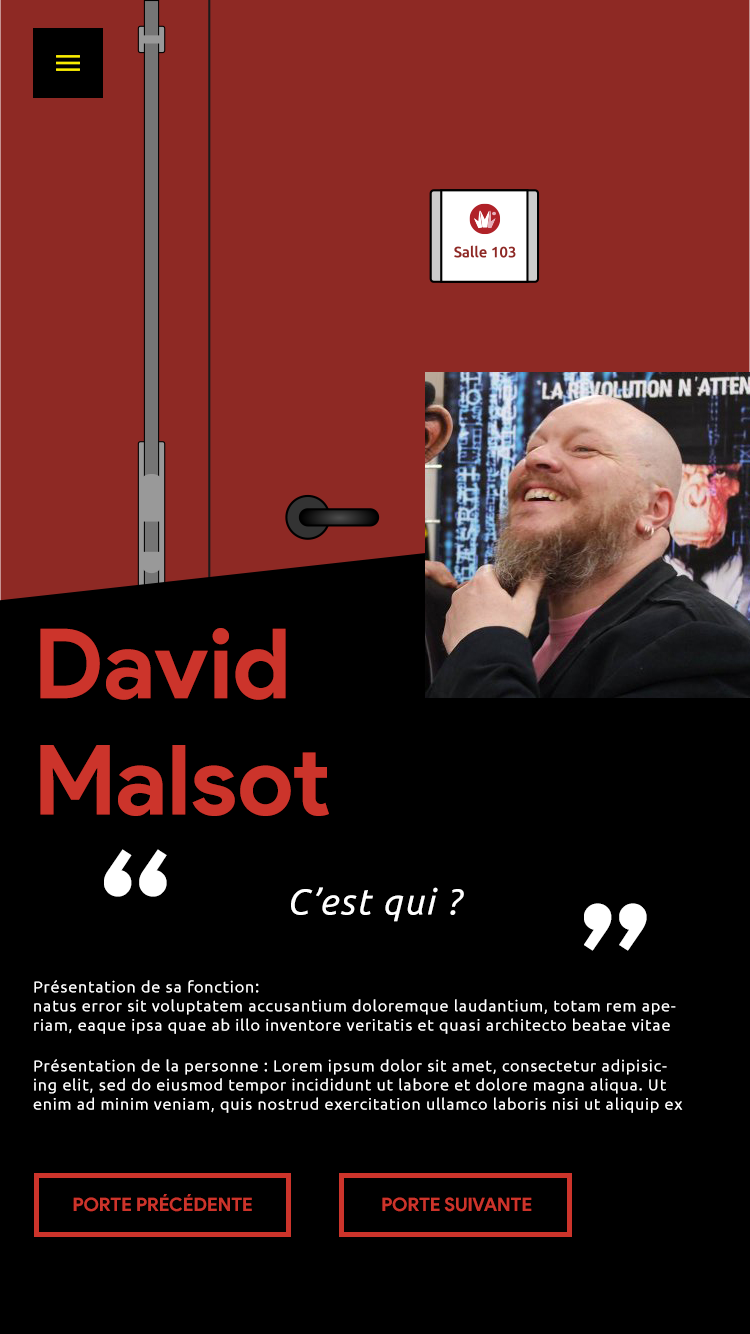 Salle 103
LA REVOLUTION N'ATTEN
David
Malsot
“
C’est qui ?
”
Présentation de sa fonction:
natus error sit voluptatem accusantium doloremque laudantium, totam rem ape-
riam, eaque ipsa quae ab illo inventore veritatis et quasi architecto beatae vitae
Présentation de la personne : Lorem ipsum dolor sit amet, consectetur adipisic-
ing elit, sed do eiusmod tempor incididunt ut labore et dolore magna aliqua. Ut
enim ad minim veniam, quis nostrud exercitation ullamco laboris nisi ut aliquip ex
PORTE PRÉCÉDENTE
PORTE SUIVANTE